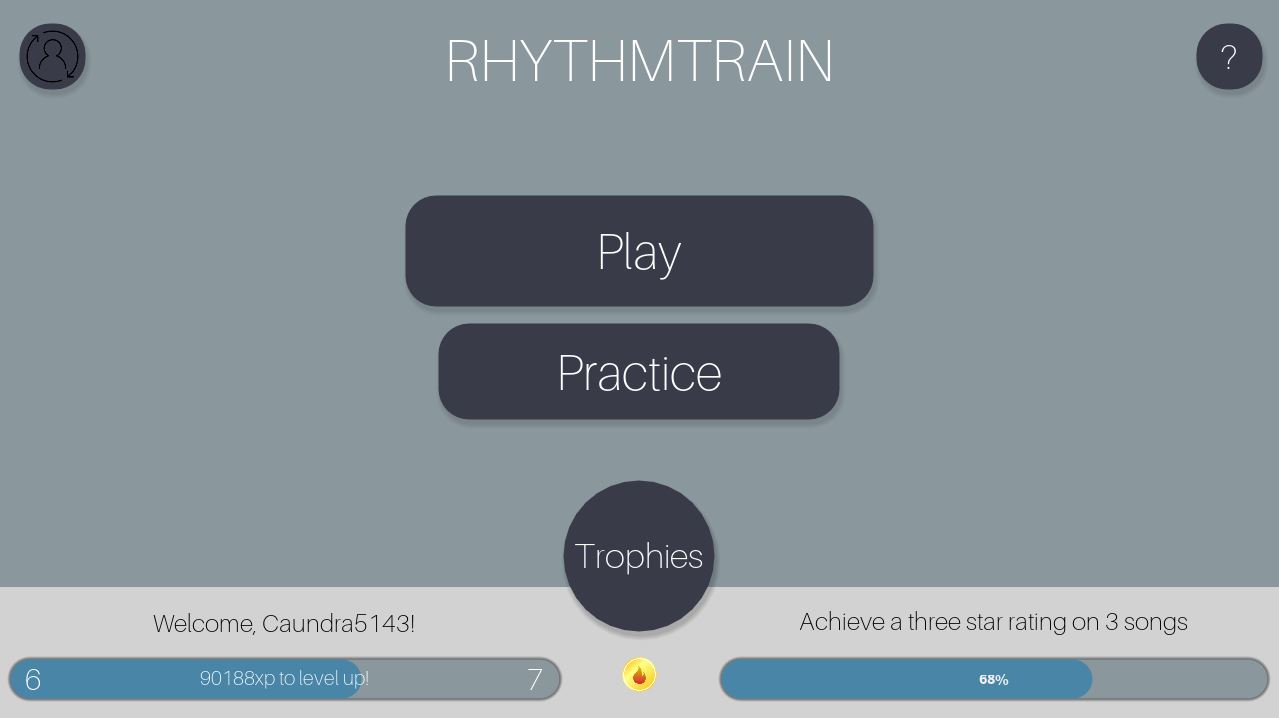 RHYTHMTRAIN
?
Play
Practice
Trophies
Welcome, Caundra5143!
6 90188xp to level up! 7
Achieve a three star rating on 3 songs
68%